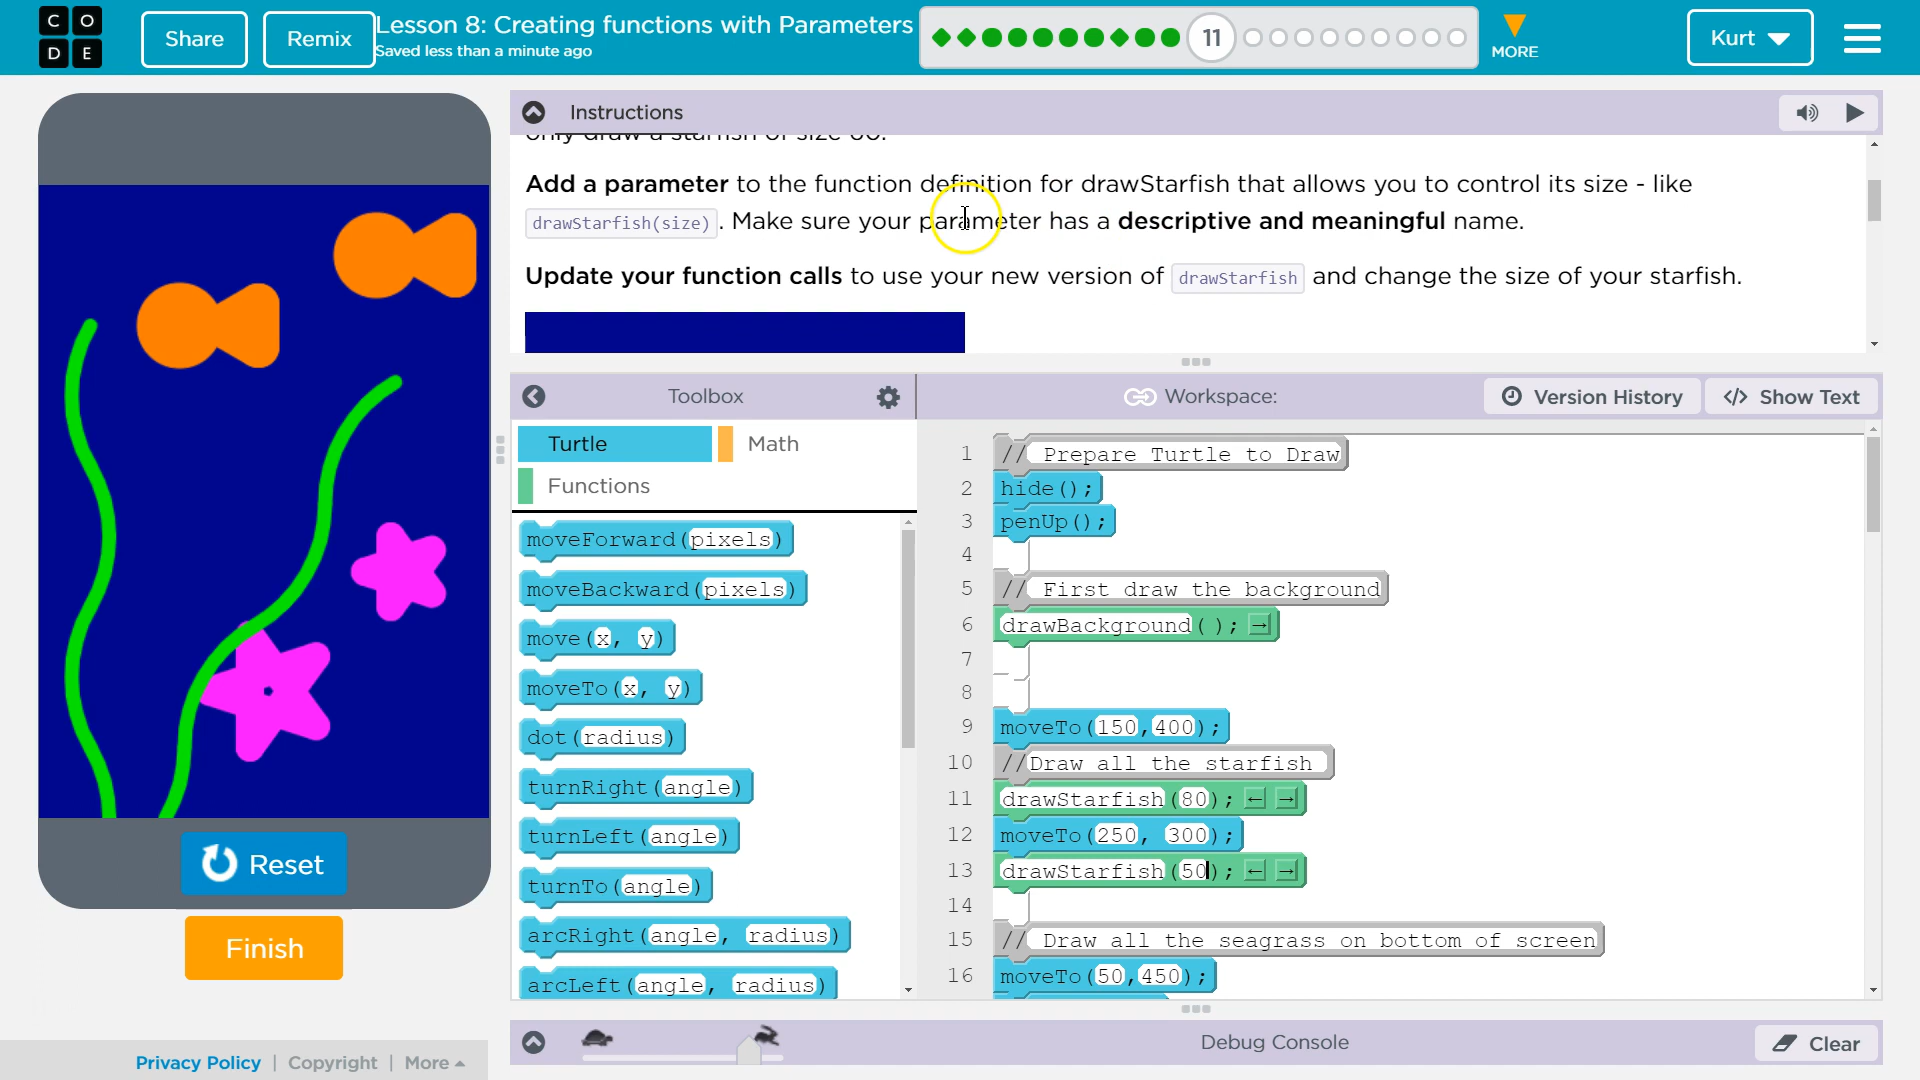 CODE
Share
Remix
Lesson 8: Creating functions with Parameters
Saved less than a minute ago
11
MORE
Kurt
Instructions
only draw a starfish of size 80.
Add a parameter to the function definition for drawStarfish that allows you to control its size - like
drawStarfish(size). Make sure your parameter has a descriptive and meaningful name.
Update your function calls to use your new version of drawStarfish and change the size of your starfish.
Toolbox
Workspace:
Version History
</> Show Text
Turtle
Math
Functions
moveForward(pixels)
moveBackward(pixels)
move(x, y)
moveTo(x, y)
dot(radius)
turnRight(angle)
turnLeft(angle)
turnTo(angle)
arcRight(angle, radius)
arcLeft(angle, radius)
1 // Prepare Turtle to Draw
2 hide();
3 penUp();
4
5 // First draw the background
6 drawBackground( ); →
7
8
9 moveTo(150,400);
10 //Draw all the starfish
11 drawStarfish(80); ← →
12 moveTo(250, 300);
13 drawStarfish(50); ← →
14
15 // Draw all the seagrass on bottom of screen
16 moveTo(50,450);
Reset
Finish
Debug Console
Clear
Privacy Policy | Copyright | More